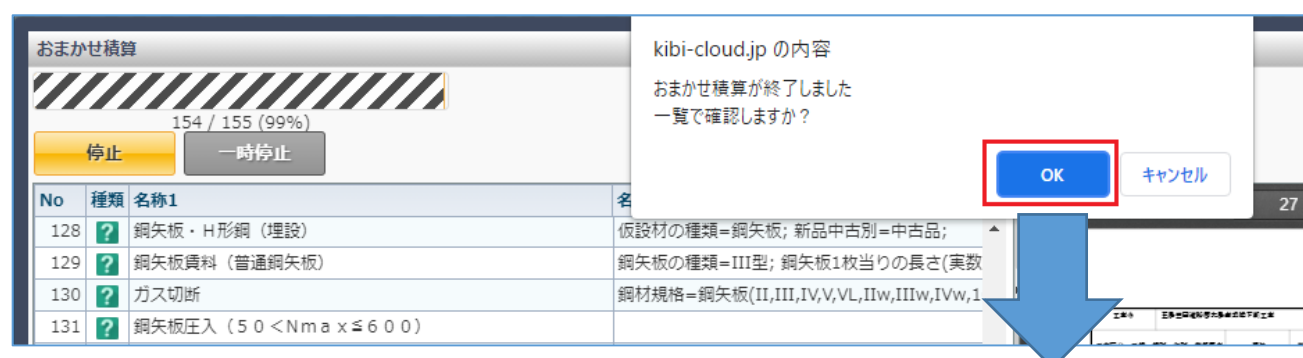 おまかせ積算
154 / 155 (99%)
停止
一時停止
kibi-cloud.jp の内容
おまかせ積算が終了しました
一覧で確認しますか？
OK
キャンセル
27
No 種類 名称1 名
128 ? 鋼矢板・H形鋼（埋設） 仮設材の種類=鋼矢板; 新品中古別=中古品;
129 ? 鋼矢板賃料（普通鋼矢板） 鋼矢板の種類=III型; 鋼矢板1枚当りの長さ(実数
130 ? ガス切断 鋼材規格=鋼矢板(II,III,IV,V,VL,IIw,IIIw,IVw,1
131 ? 鋼矢板圧入（５０＜Ｎｍａｘ≦６００）
工事名